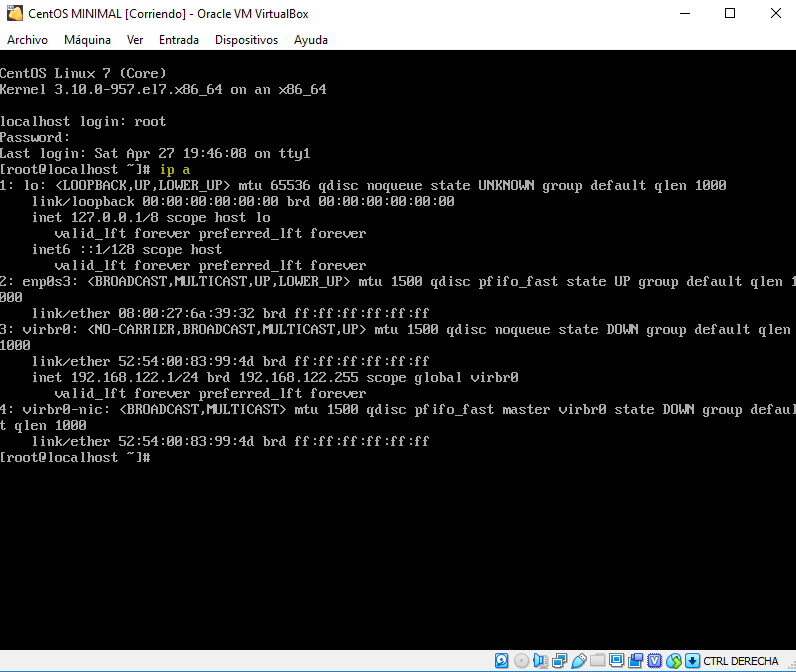 CentOS MINIMAL [Corriendo] - Oracle VM VirtualBox
Archivo Máquina Ver Entrada Dispositivos Ayuda
CentOS Linux 7 (Core)
Kernel 3.10.0-957.el7.x86_64 on an x86_64
localhost login: root
Password:
Last login: Sat Apr 27 19:46:08 on tty1
[root@localhost ~]# ip a
1: lo: <LOOPBACK,UP,LOWER_UP> mtu 65536 qdisc noqueue state UNKNOWN group default qlen 1000
    link/loopback 00:00:00:00:00:00 brd 00:00:00:00:00:00
    inet 127.0.0.1/8 scope host lo
       valid_lft forever preferred_lft forever
    inet6 ::1/128 scope host
       valid_lft forever preferred_lft forever
2: enp0s3: <BROADCAST,MULTICAST,UP,LOWER_UP> mtu 1500 qdisc pfifo_fast state UP group default qlen 1
000
    link/ether 08:00:27:6a:39:32 brd ff:ff:ff:ff:ff:ff
3: virbr0: <NO-CARRIER,BROADCAST,MULTICAST,UP> mtu 1500 qdisc noqueue state DOWN group default qlen
1000
    link/ether 52:54:00:83:99:4d brd ff:ff:ff:ff:ff:ff
    inet 192.168.122.1/24 brd 192.168.122.255 scope global virbr0
       valid_lft forever preferred_lft forever
4: virbr0-nic: <BROADCAST,MULTICAST> mtu 1500 qdisc pfifo_fast master virbr0 state DOWN group defaul
t qlen 1000
    link/ether 52:54:00:83:99:4d brd ff:ff:ff:ff:ff:ff
[root@localhost ~]#
CTRL DERECHA